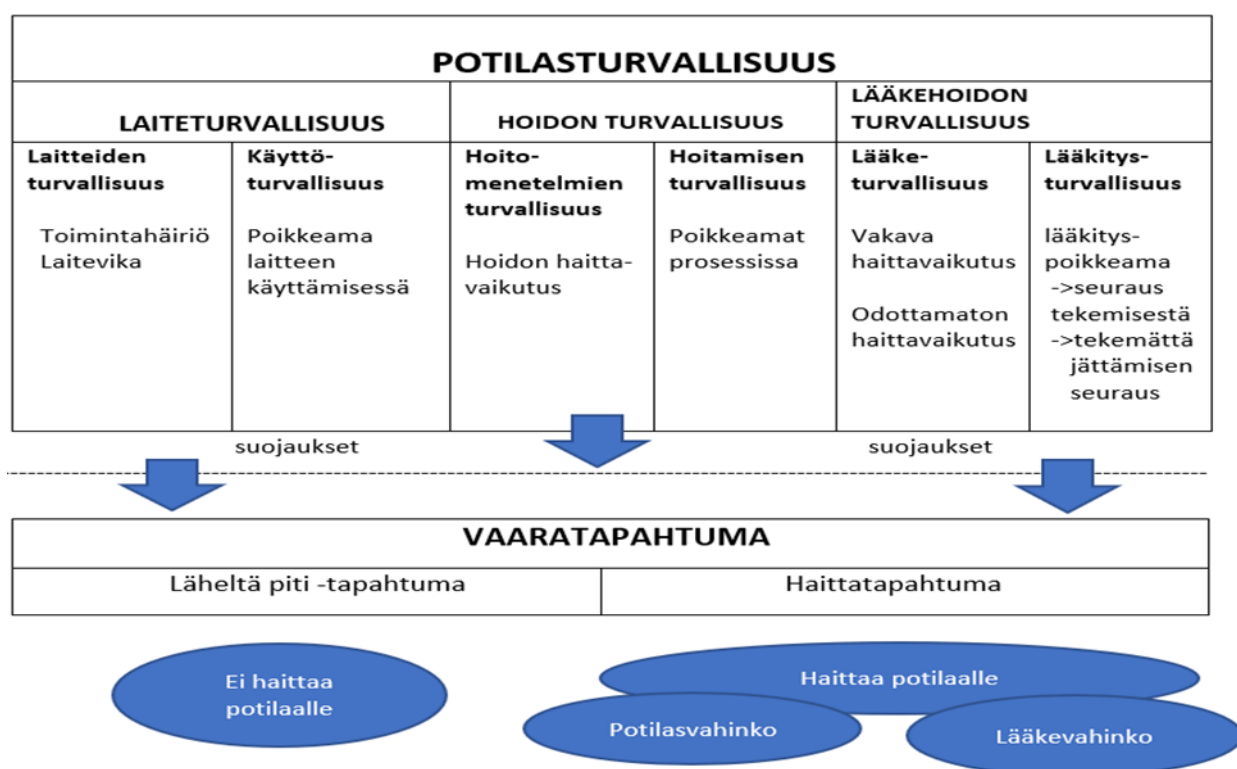 POTILASTURVALLISUUS
LAITETURVALLISUUS
HOIDON TURVALLISUUS
LÄÄKEHOIDON
TURVALLISUUS
Laitteiden
turvallisuus
Toimintahäiriö
Laitevika
Käyttö-
turvallisuus
Poikkeama
laitteen
käyttämisessä
Hoito-
menetelmien
turvallisuus
Hoidon haitta-
vaikutus
Hoitamisen
turvallisuus
Poikkeamat
prosessissa
Lääke-
turvallisuus
Vakava
haittavaikutus
Odottamaton
haittavaikutus
Lääkitys-
turvallisuus
lääkitys-
poikkeama
->seuraus
tekemisestä
->tekemättä
jättämisen
seuraus
suojaukset
suojaukset
VAARATAPAHTUMA
Läheltä piti -tapahtuma
Haittatapahtuma
Ei haittaa
potilaalle
Haittaa potilaalle
Potilasvahinko
Lääkevahinko